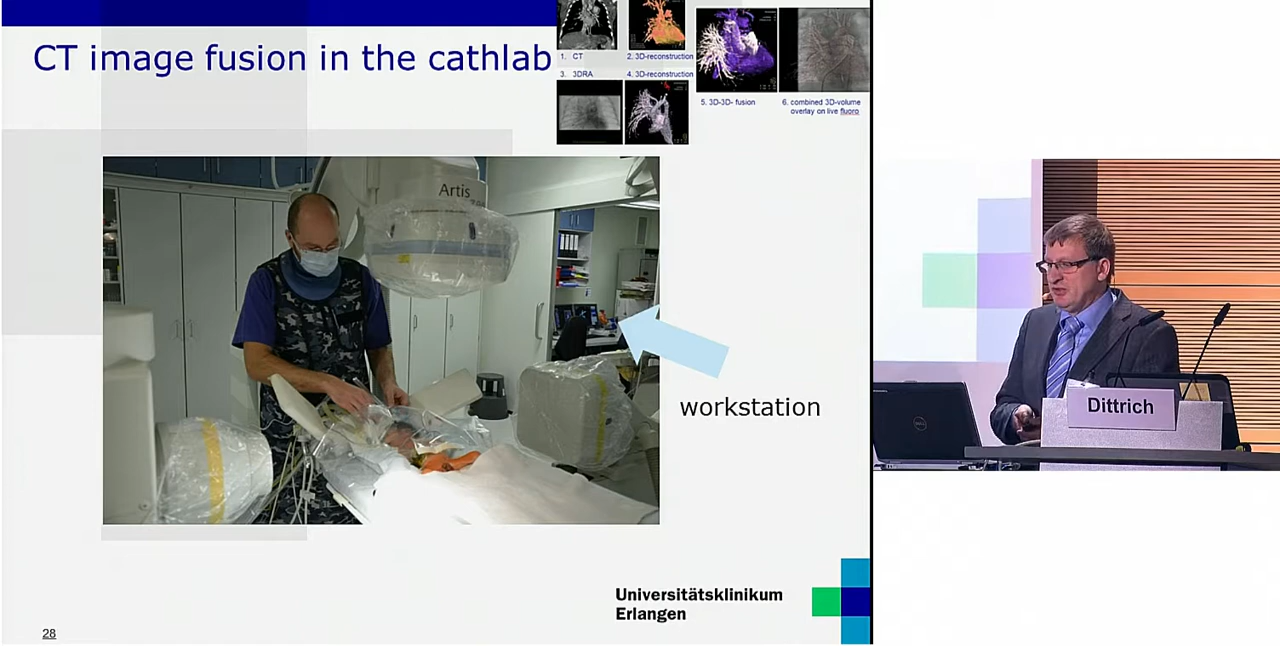 CT image fusion in the cathlab
1. CT
2. 3D-reconstruction
3. 3DRA
4. 3D-reconstruction
5. 3D-3D- fusion
6. combined 3D-volume
overlay on live fluoro
Artis
workstation
Dittrich
Universitätsklinikum
Erlangen
28